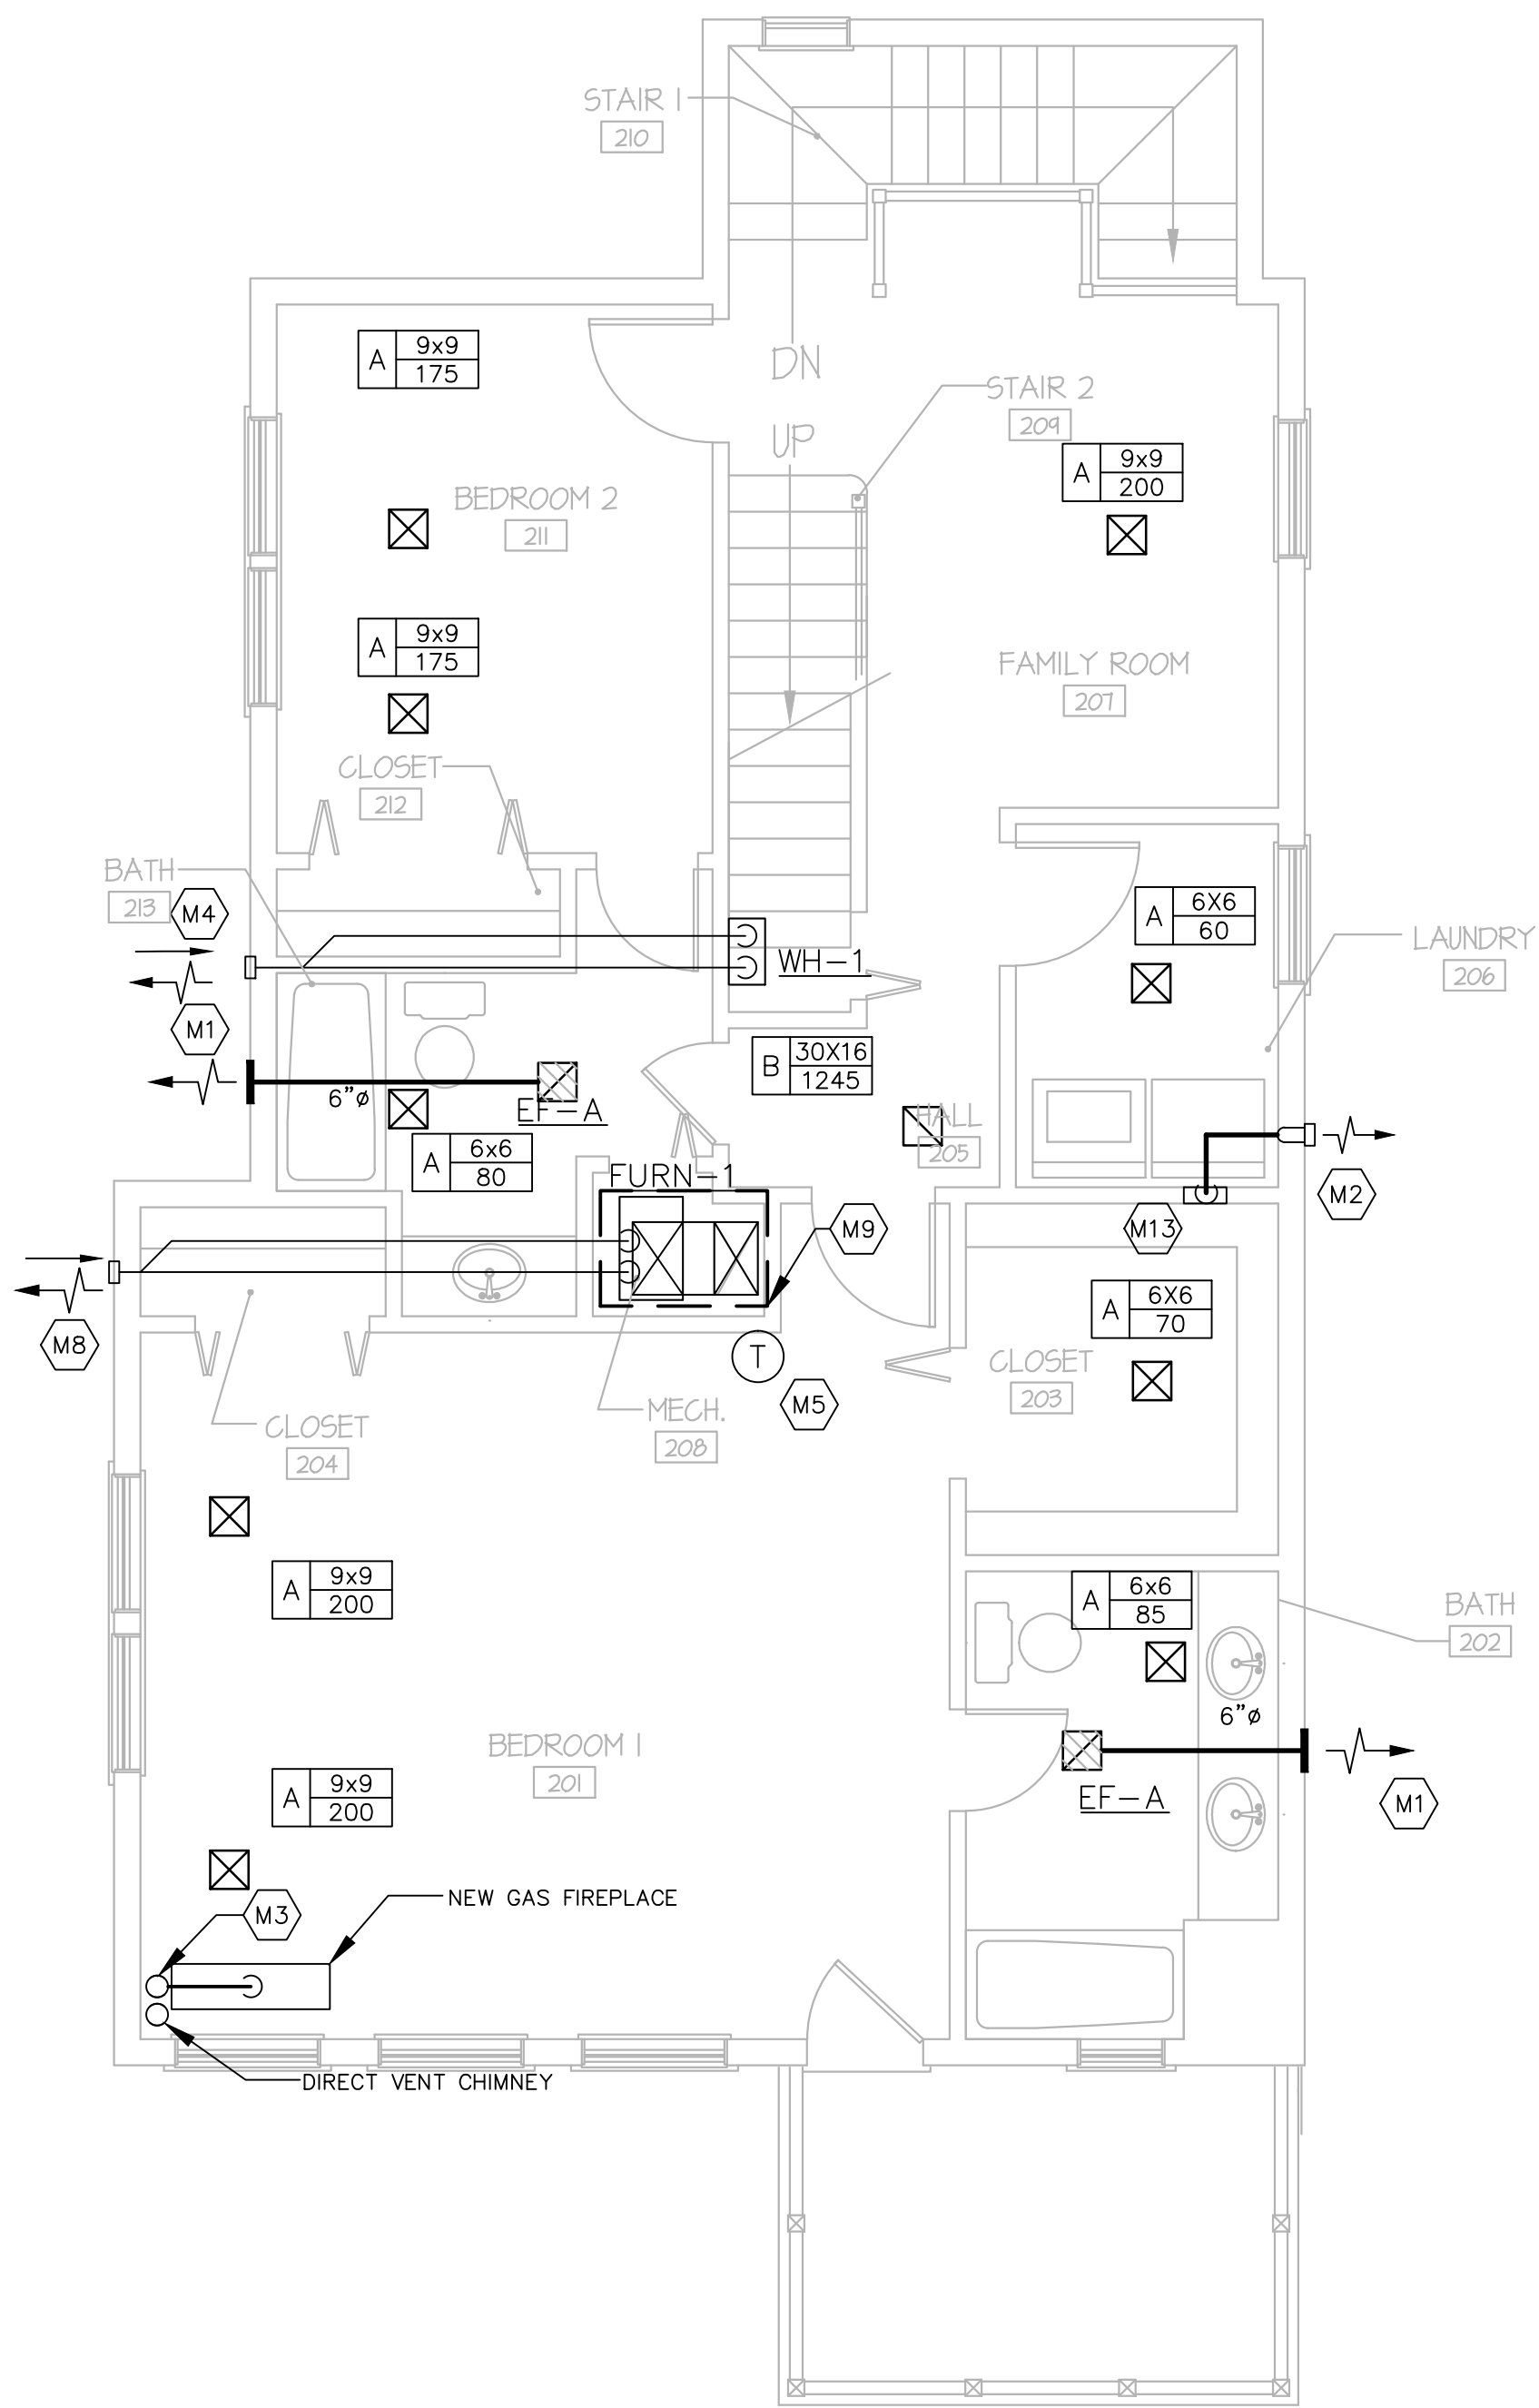 STAIR 1
210
A
9x9
175
DN
STAIR 2
209
UP
A
9x9
200
BEDROOM 2
211
A
9x9
175
FAMILY ROOM
207
CLOSET
212
BATH
213
M4
A
6X6
60
LAUNDRY
206
WH-1
M1
B
30X16
1245
6"ø
EF-A
HALL
205
A
6x6
80
FURN-1
M2
M13
M9
M8
A
6X6
70
T
CLOSET
203
M5
MECH.
208
CLOSET
204
A
9x9
200
A
6x6
85
BATH
202
6"ø
BEDROOM 1
201
A
9x9
200
EF-A
M1
NEW GAS FIREPLACE
M3
DIRECT VENT CHIMNEY